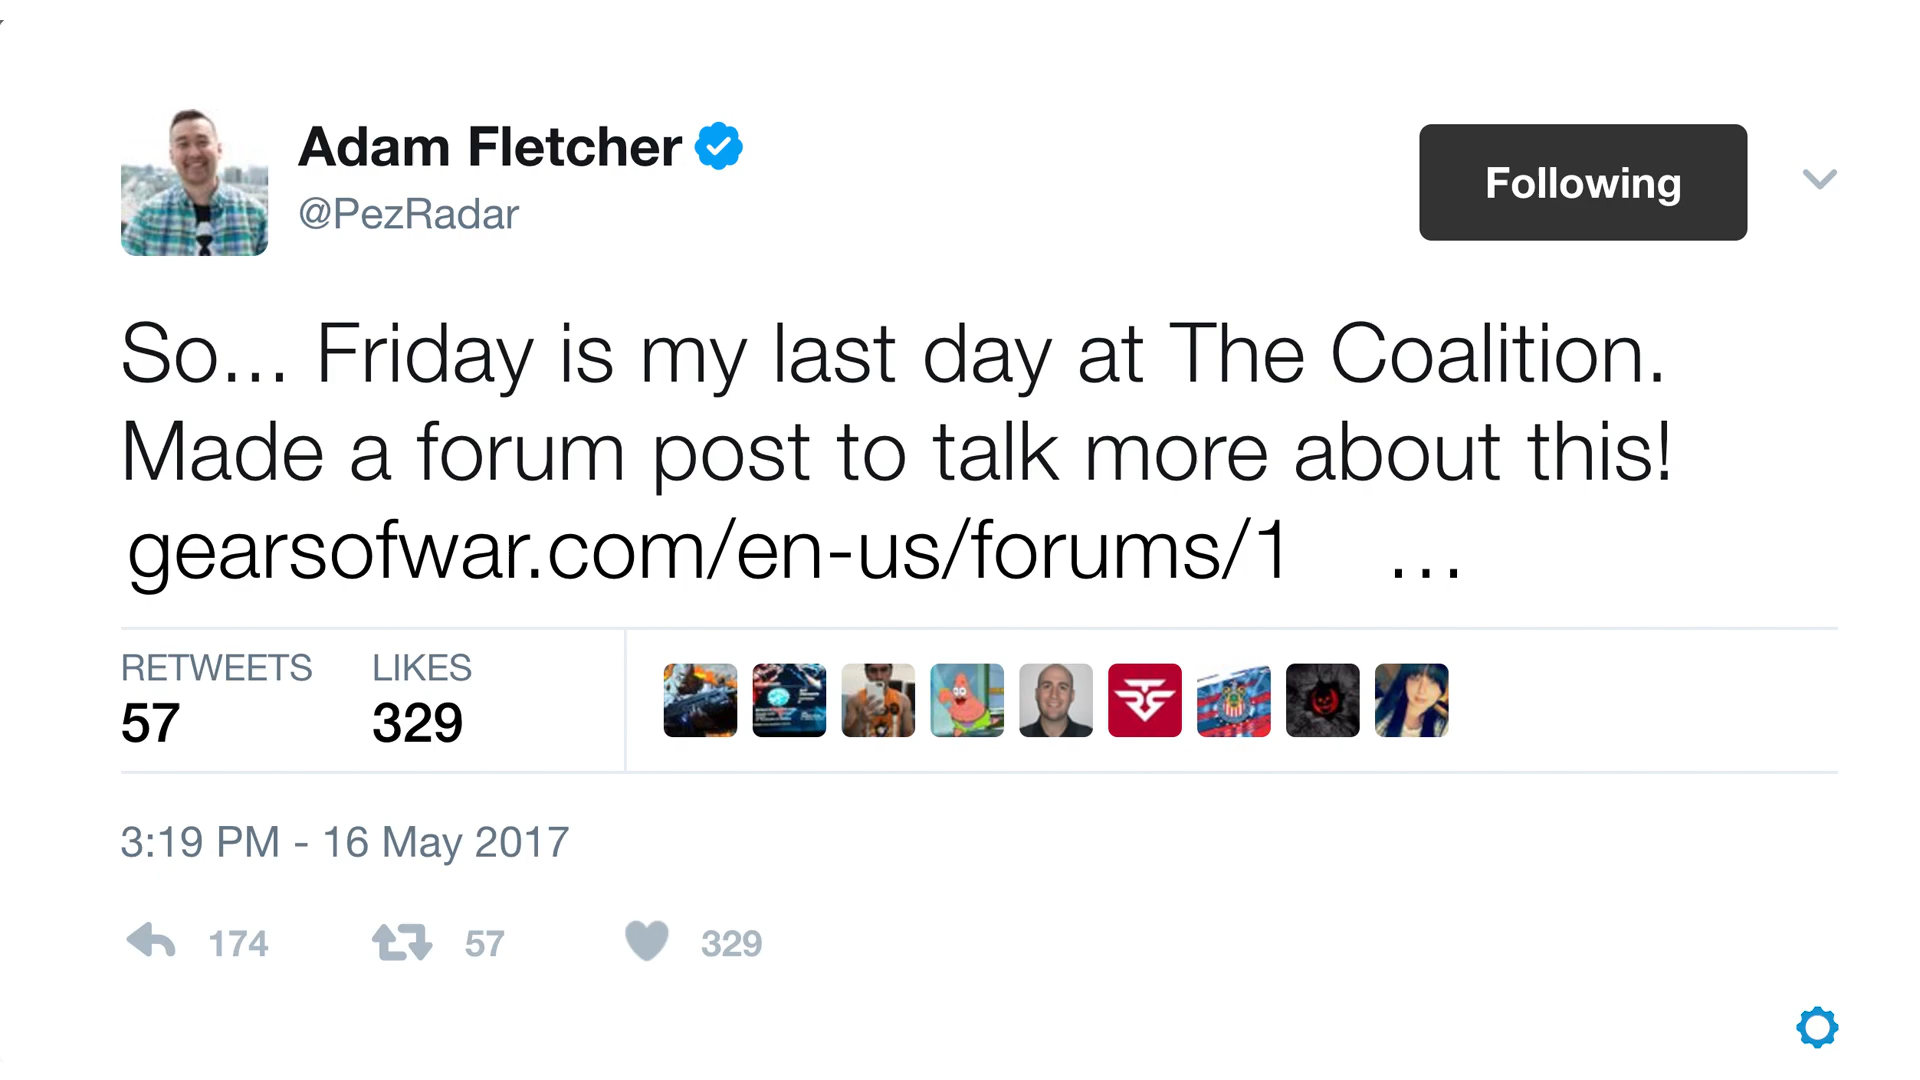 Adam Fletcher
@PezRadar
Following
So... Friday is my last day at The Coalition.
Made a forum post to talk more about this!
gearsofwar.com/en-us/forums/1 ...
RETWEETS LIKES
57 329
3:19 PM - 16 May 2017
174 57 329